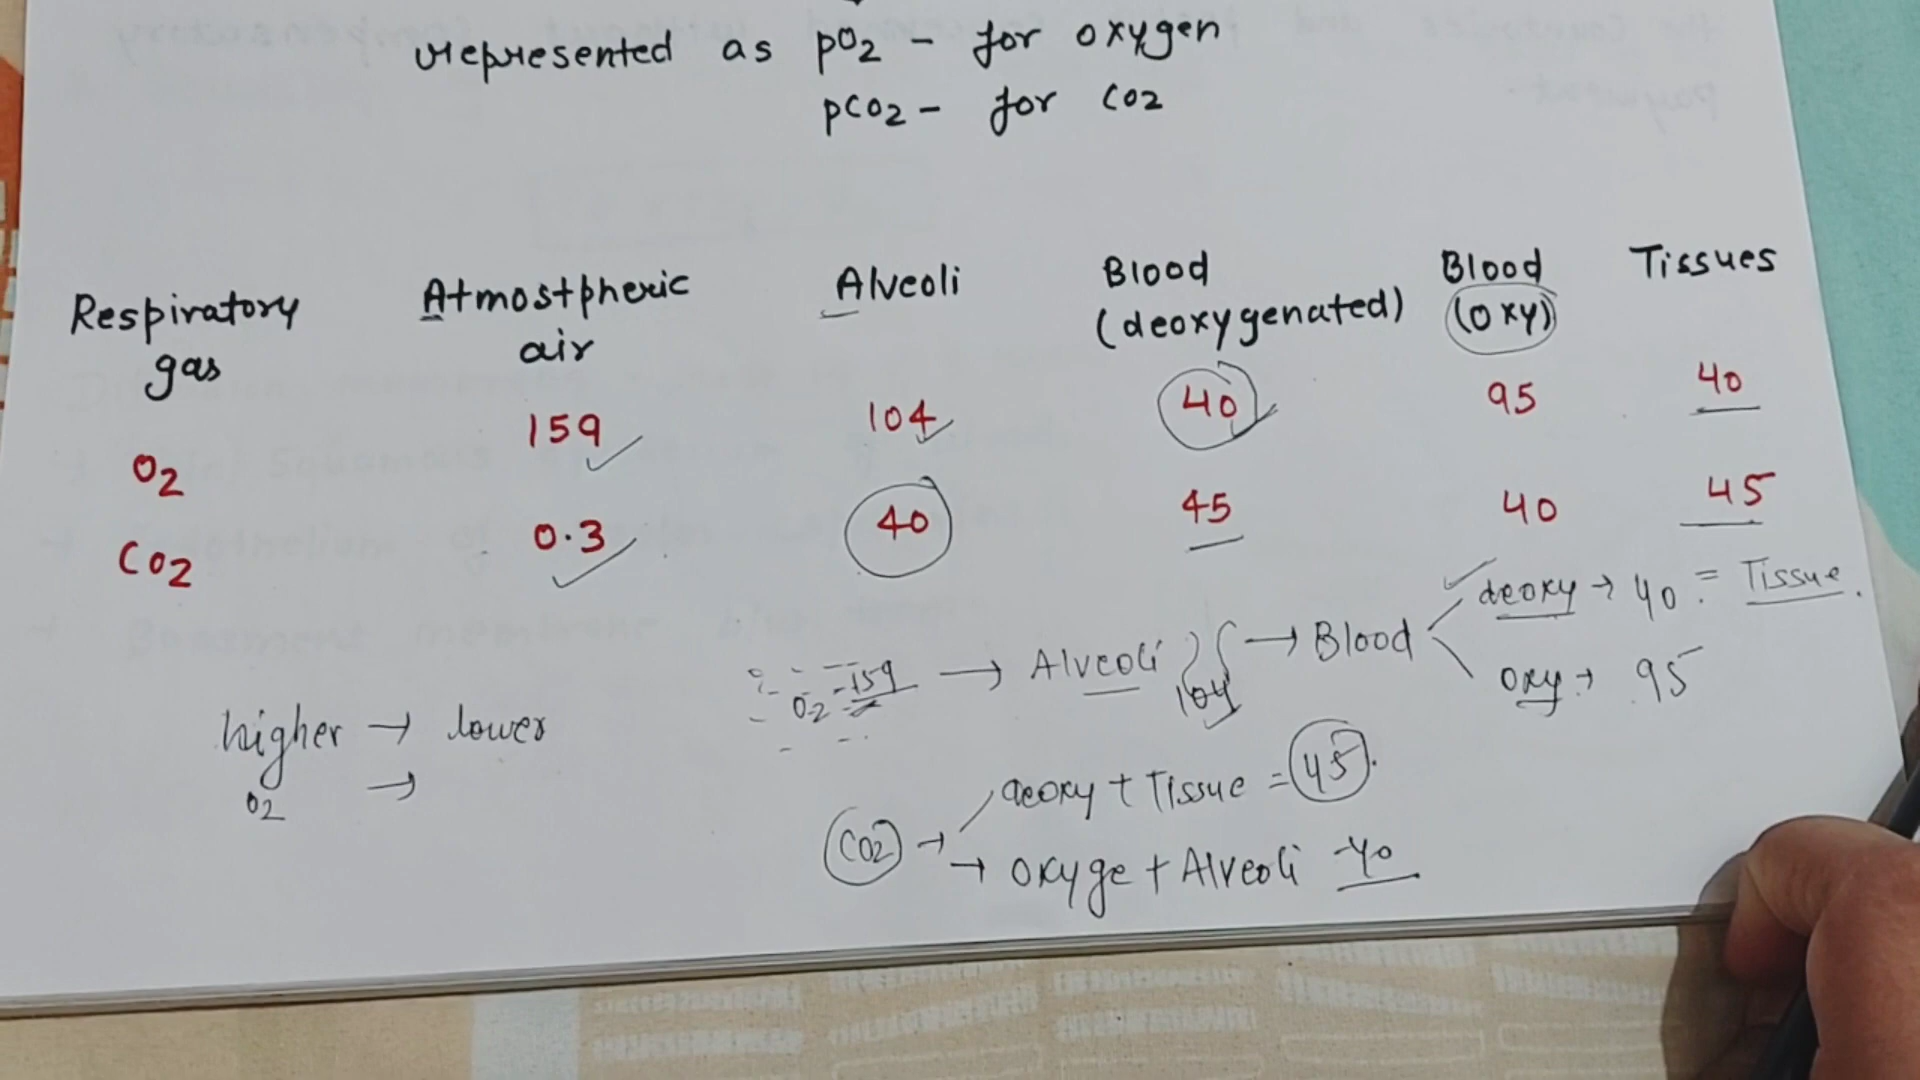 represented as pO2 - for oxygen
pCO2 - for CO2
Respiratory gas
Atmostpheric air
Alveoli
Blood (deoxygenated)
Blood (oxy)
Tissues
O2 159 104 40 95 40
CO2 0.3 40 45 40 45
O2 - 159 → Alveoli 104 → Blood
deoxy → 40 = Tissue.
oxy → 95
higher → lower
O2 →
CO2 → deoxy + Tissue = 45.
→ oxyge + Alveoli - 40